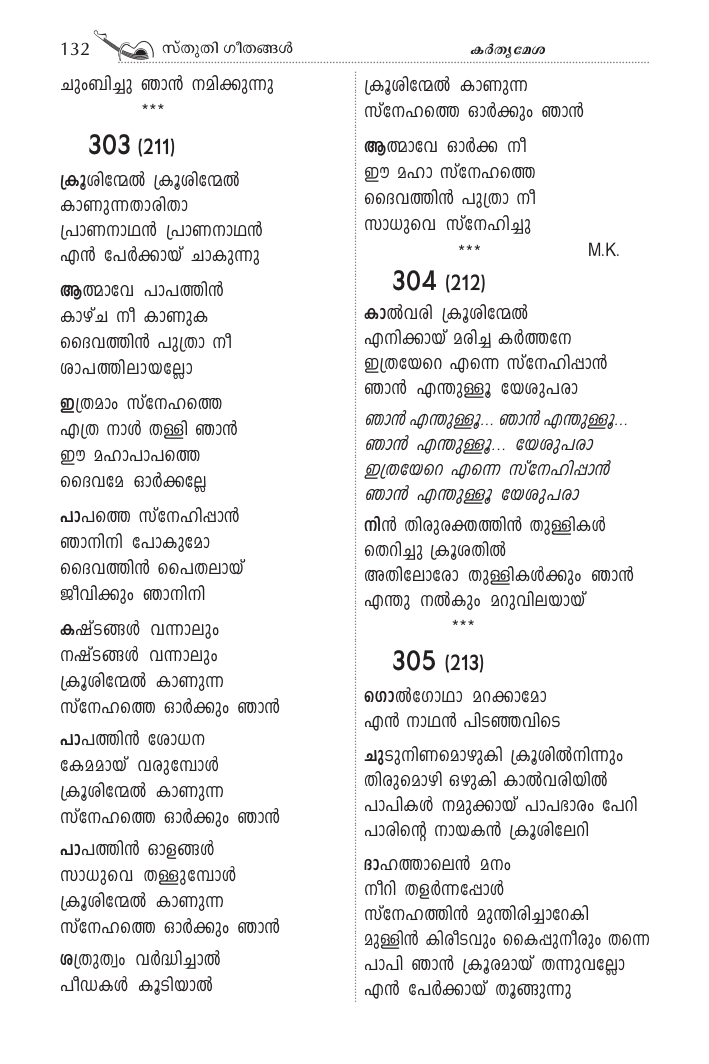 132 സ്തുതി ഗീതങ്ങൾ
കർതൃമേശ
ചുംബിച്ചു ഞാൻ നമിക്കുന്നു
***
303 (211)
ക്രൂശിന്മേൽ ക്രൂശിന്മേൽ
കാണുന്നതാരിതാ
പ്രാണനാഥൻ പ്രാണനാഥൻ
എൻ പേർക്കായ് ചാകുന്നു
ആത്മാവേ പാപത്തിൻ
കാഴ്ച നീ കാണുക
ദൈവത്തിൻ പുത്രാ നീ
ശാപത്തിലായല്ലോ
ഇത്രമാം സ്നേഹത്തെ
എത്ര നാൾ തള്ളി ഞാൻ
ഈ മഹാപാപത്തെ
ദൈവമേ ഓർക്കല്ലേ
പാപത്തെ സ്നേഹിപ്പാൻ
ഞാനിനി പോകുമോ
ദൈവത്തിൻ പൈതലായ്
ജീവിക്കും ഞാനിനി
കഷ്ടങ്ങൾ വന്നാലും
നഷ്ടങ്ങൾ വന്നാലും
ക്രൂശിന്മേൽ കാണുന്ന
സ്നേഹത്തെ ഓർക്കും ഞാൻ
പാപത്തിൻ ശോധന
കേമമായ് വരുമ്പോൾ
ക്രൂശിന്മേൽ കാണുന്ന
സ്നേഹത്തെ ഓർക്കും ഞാൻ
പാപത്തിൻ ഓളങ്ങൾ
സാധുവെ തള്ളുമ്പോൾ
ക്രൂശിന്മേൽ കാണുന്ന
സ്നേഹത്തെ ഓർക്കും ഞാൻ
ശത്രുത്വം വർദ്ധിച്ചാൽ
പീഡകൾ കൂടിയാൽ
ക്രൂശിന്മേൽ കാണുന്ന
സ്നേഹത്തെ ഓർക്കും ഞാൻ
ആത്മാവേ ഓർക്ക നീ
ഈ മഹാ സ്നേഹത്തെ
ദൈവത്തിൻ പുത്രാ നീ
സാധുവെ സ്നേഹിച്ചു
*** M.K.
304 (212)
കാൽവരി ക്രൂശിന്മേൽ
എനിക്കായ് മരിച്ച കർത്തനേ
ഇത്രയേറെ എന്നെ സ്നേഹിപ്പാൻ
ഞാൻ എന്തുള്ളൂ യേശുപരാ
ഞാൻ എന്തുള്ളൂ... ഞാൻ എന്തുള്ളൂ...
ഞാൻ എന്തുള്ളൂ... യേശുപരാ
ഇത്രയേറെ എന്നെ സ്നേഹിപ്പാൻ
ഞാൻ എന്തുള്ളൂ യേശുപരാ
നിൻ തിരുരക്തത്തിൻ തുള്ളികൾ
തെറിച്ചു ക്രൂശതിൽ
അതിലോരോ തുള്ളികൾക്കും ഞാൻ
എന്തു നൽകും മറുവിലയായ്
***
305 (213)
ഗൊൽഗോഥാ മറക്കാമോ
എൻ നാഥൻ പിടഞ്ഞവിടെ
ചുടുനിണമൊഴുകി ക്രൂശിൽനിന്നും
തിരുമൊഴി ഒഴുകി കാൽവരിയിൽ
പാപികൾ നമുക്കായ് പാപഭാരം പേറി
പാരിന്റെ നായകൻ ക്രൂശിലേറി
ദാഹത്താലെൻ മനം
നീറി തളർന്നപ്പോൾ
സ്നേഹത്തിൻ മുന്തിരിച്ചാറേകി
മുള്ളിൻ കിരീടവും കൈപ്പുനീരും തന്നെ
പാപി ഞാൻ ക്രൂരമായ് തന്നുവല്ലോ
എൻ പേർക്കായ് തൂങ്ങുന്നു